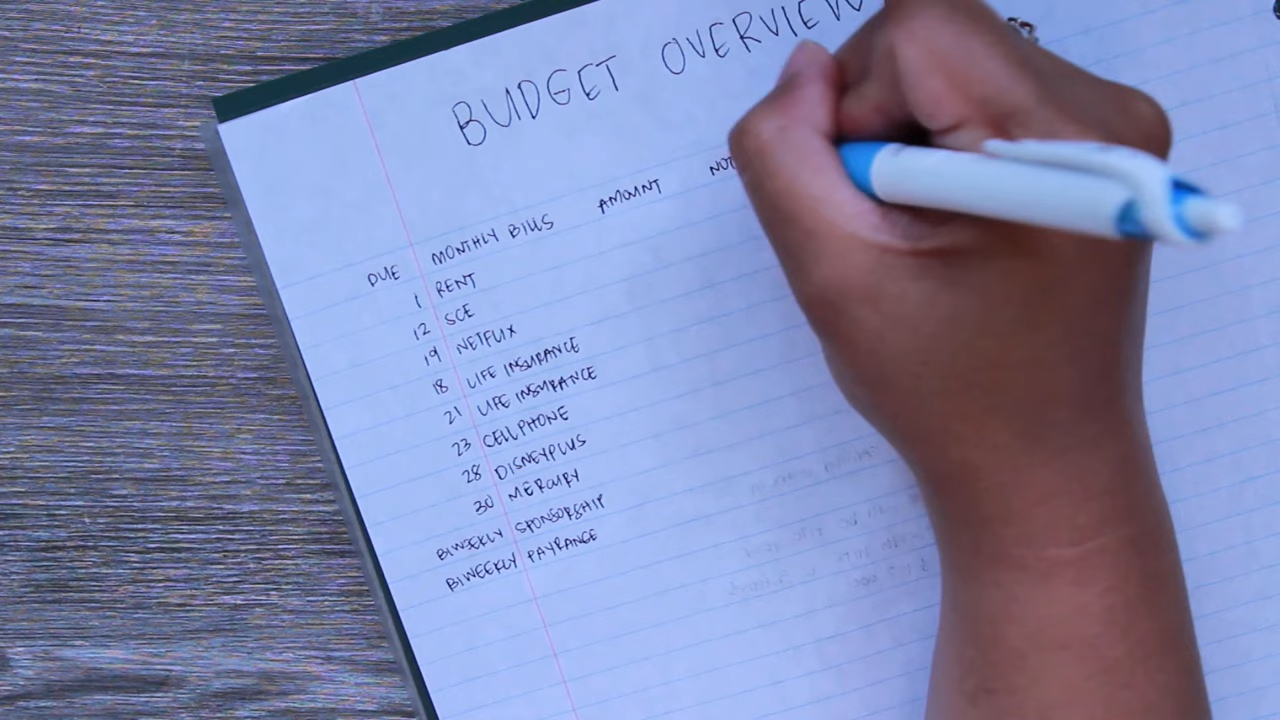 BUDGET OVERVIEW
DUE MONTHLY BILLS AMOUNT
1 RENT
12 SCE
19 NETFLIX
18 LIFE INSURANCE
21 LIFE INSURANCE
23 CELLPHONE
28 DISNEYPLUS
30 MERCURY
BIWEEKLY SPONSORSHIP
BIWEEKLY PAYRANGE